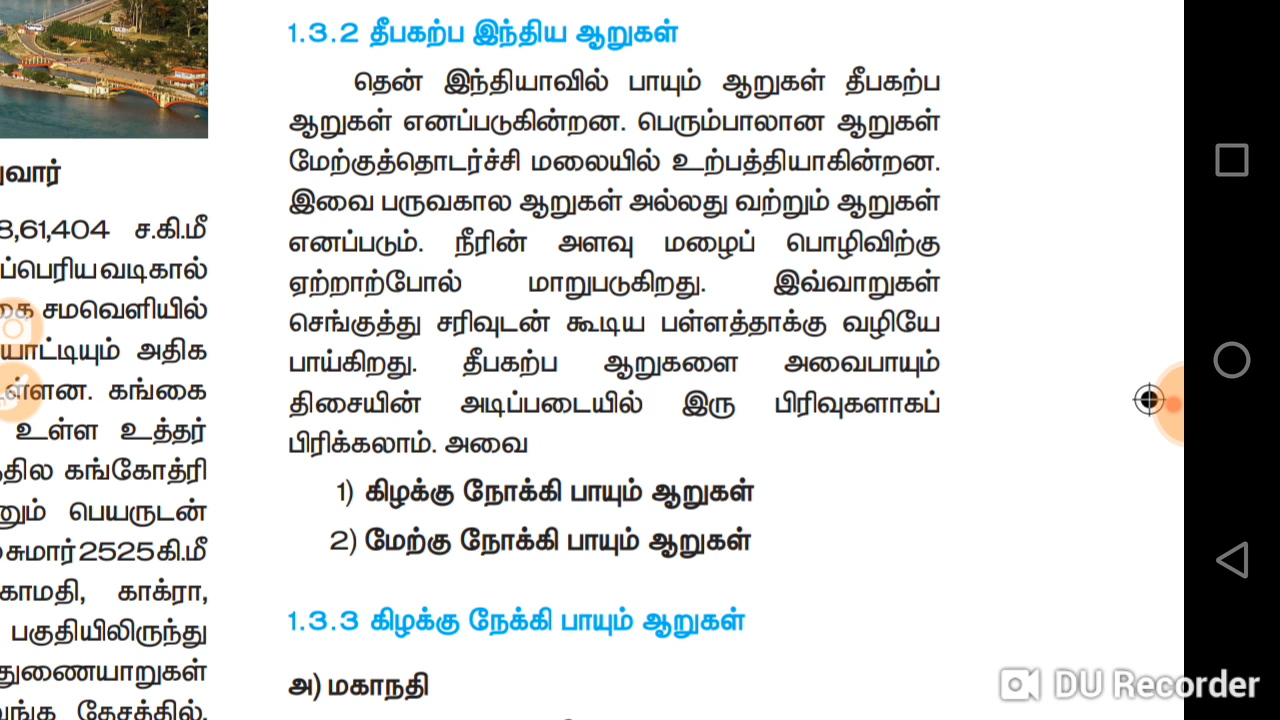 8,61,404 ச.கி.மீ
சமவெளியில்
அதிக
கங்கை
உள்ள உத்தர்
கங்கோத்ரி
பெயருடன்
2525கி.மீ
காக்ரா,
பகுதியிலிருந்து
துணையாறுகள்
தேசத்தில்.
1.3.2 தீபகற்ப இந்திய ஆறுகள்
தென் இந்தியாவில் பாயும் ஆறுகள் தீபகற்ப
ஆறுகள் எனப்படுகின்றன. பெரும்பாலான ஆறுகள்
மேற்குத்தொடர்ச்சி மலையில் உற்பத்தியாகின்றன.
இவை பருவகால ஆறுகள் அல்லது வற்றும் ஆறுகள்
எனப்படும். நீரின் அளவு மழைப் பொழிவிற்கு
ஏற்றாற்போல் மாறுபடுகிறது. இவ்வாறுகள்
செங்குத்து சரிவுடன் கூடிய பள்ளத்தாக்கு வழியே
பாய்கிறது. தீபகற்ப ஆறுகளை அவைபாயும்
திசையின் அடிப்படையில் இரு பிரிவுகளாகப்
பிரிக்கலாம். அவை
1) கிழக்கு நோக்கி பாயும் ஆறுகள்
2) மேற்கு நோக்கி பாயும் ஆறுகள்
1.3.3 கிழக்கு நேக்கி பாயும் ஆறுகள்
அ) மகாநதி
DU Recorder